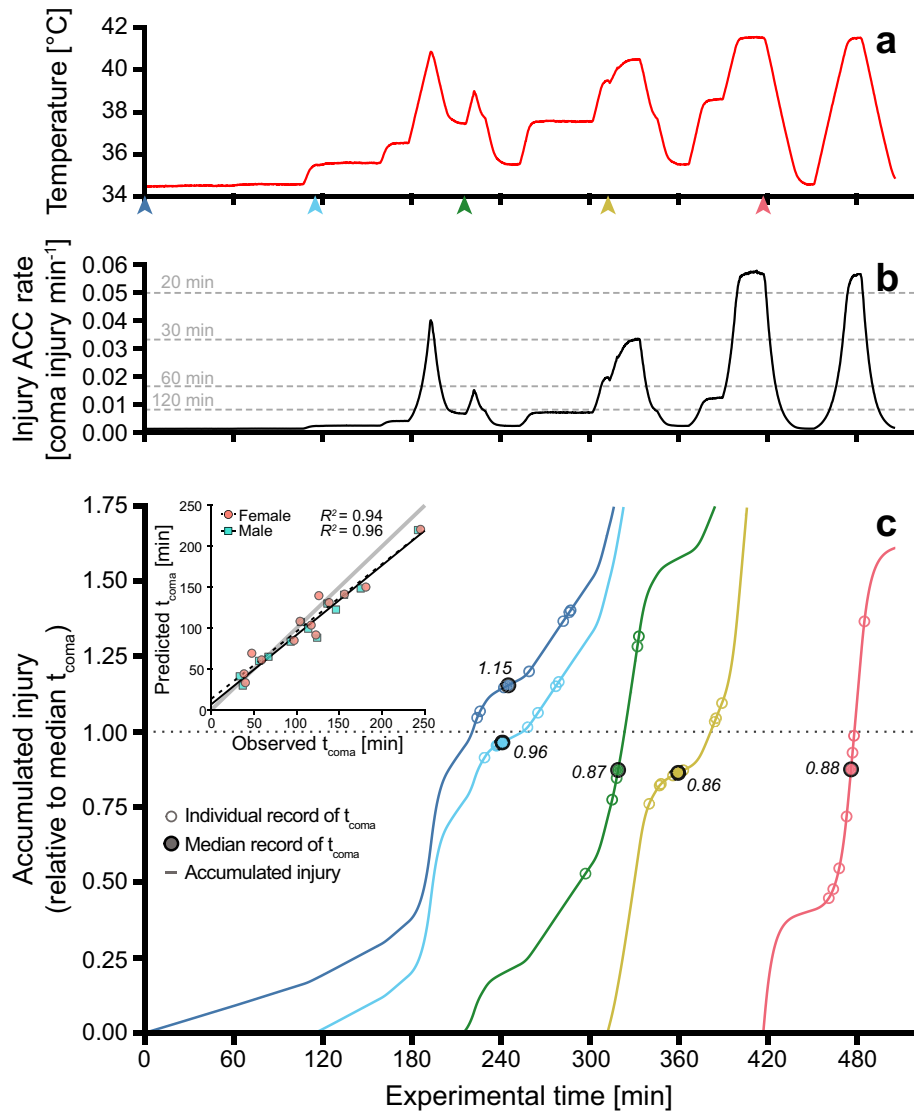 a
Temperature [°C]
42
40
38
36
34
b
Injury ACC rate
[coma injury min⁻¹]
0.06
0.05
0.04
0.03
0.02
0.01
0.00
20 min
30 min
60 min
120 min
c
Accumulated injury
(relative to median t_coma)
1.75
1.50
1.25
1.00
0.75
0.50
0.25
0.00
Predicted t_coma [min]
250
200
150
100
50
0
Female R² = 0.94
Male R² = 0.96
0 50 100 150 200 250
Observed t_coma [min]
1.15
0.96
0.87
0.86
0.88
Individual record of t_coma
Median record of t_coma
Accumulated injury
0 60 120 180 240 300 360 420 480
Experimental time [min]